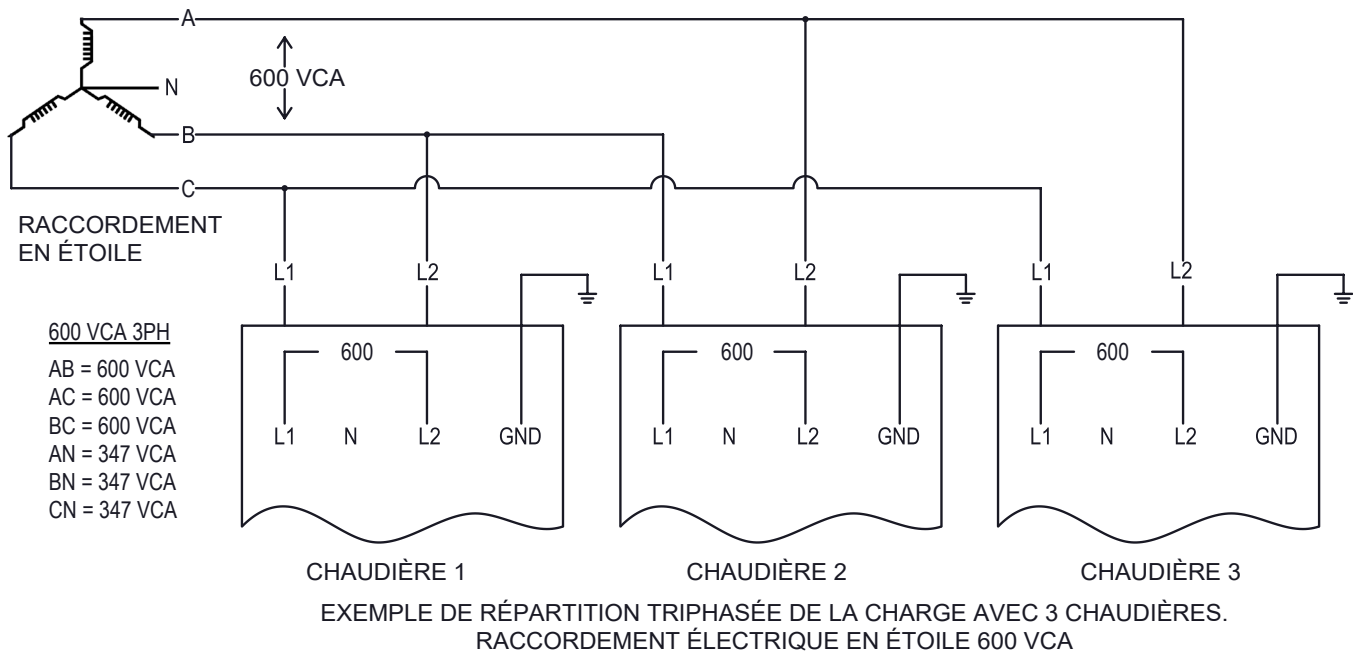 A
600 VCA
N
B
C
RACCORDEMENT
EN ÉTOILE
L1 L2 L1 L2 L1 L2
600 VCA 3PH
AB = 600 VCA
AC = 600 VCA
BC = 600 VCA
AN = 347 VCA
BN = 347 VCA
CN = 347 VCA
600 600 600
L1 N L2 GND L1 N L2 GND L1 N L2 GND
CHAUDIÈRE 1 CHAUDIÈRE 2 CHAUDIÈRE 3
EXEMPLE DE RÉPARTITION TRIPHASÉE DE LA CHARGE AVEC 3 CHAUDIÈRES.
RACCORDEMENT ÉLECTRIQUE EN ÉTOILE 600 VCA